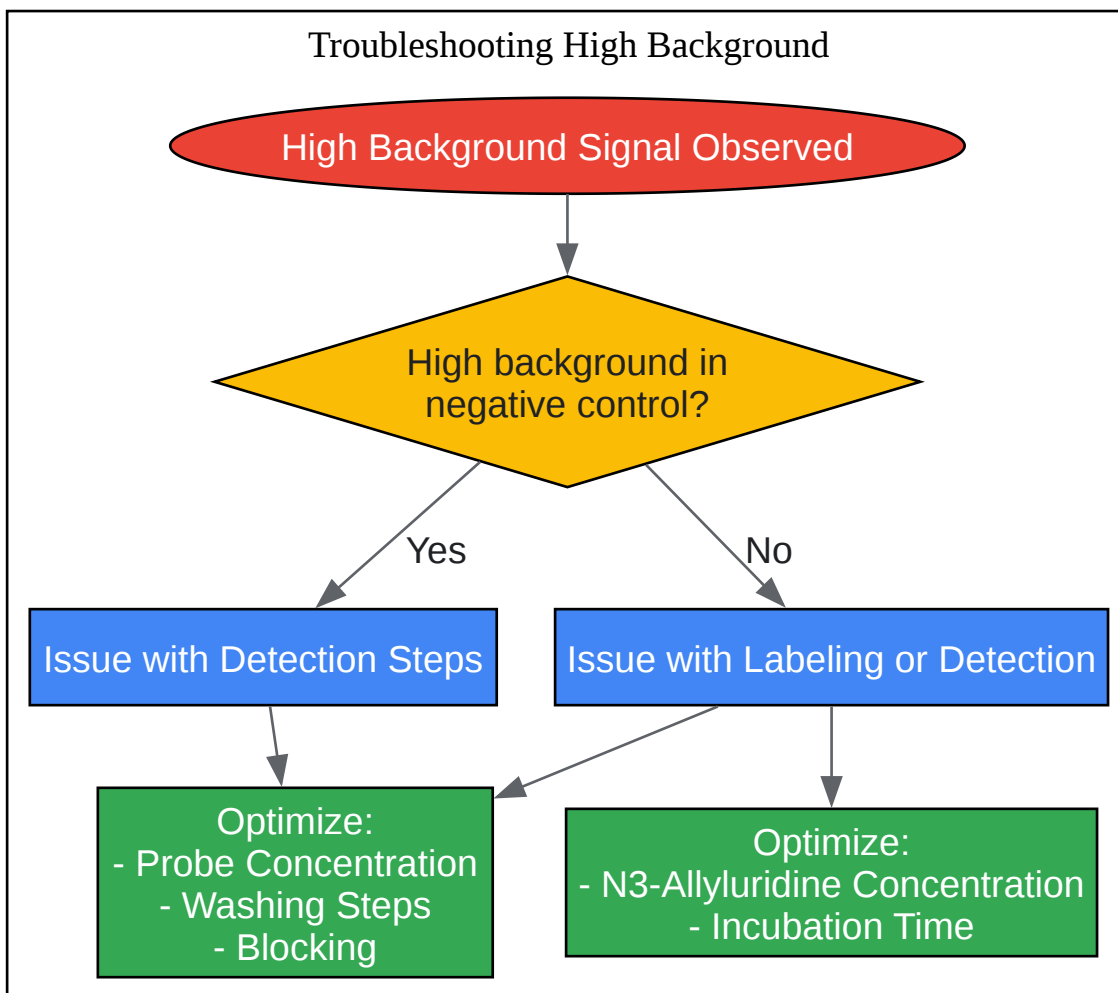 Troubleshooting High Background
High Background Signal Observed
High background in
negative control?
Yes
No
Issue with Detection Steps
Issue with Labeling or Detection
Optimize:
- Probe Concentration
- Washing Steps
- Blocking
Optimize:
- N3-Allyluridine Concentration
- Incubation Time